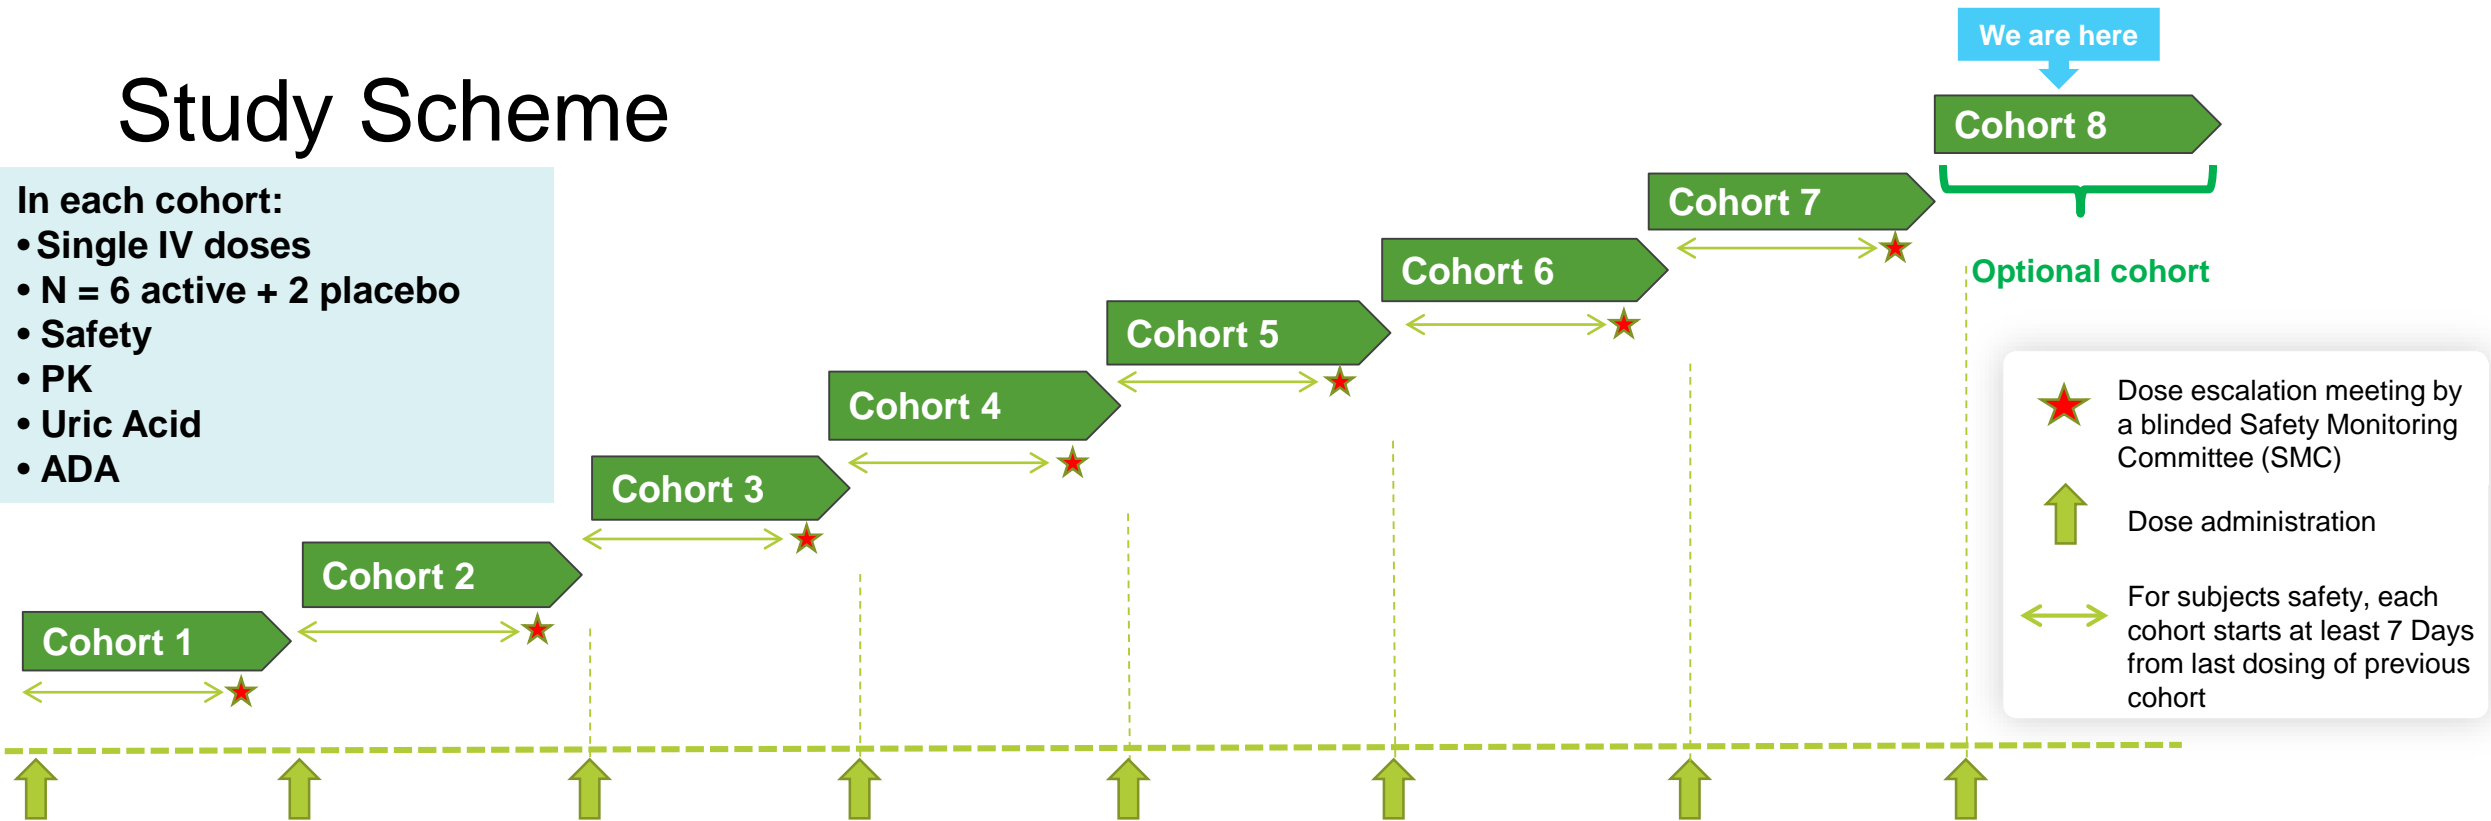 We are here
Study Scheme
In each cohort:
• Single IV doses
• N = 6 active + 2 placebo
• Safety
• PK
• Uric Acid
• ADA
Cohort 1
Cohort 2
Cohort 3
Cohort 4
Cohort 5
Cohort 6
Cohort 7
Cohort 8
Optional cohort
Dose escalation meeting by
a blinded Safety Monitoring
Committee (SMC)
Dose administration
For subjects safety, each
cohort starts at least 7 Days
from last dosing of previous
cohort